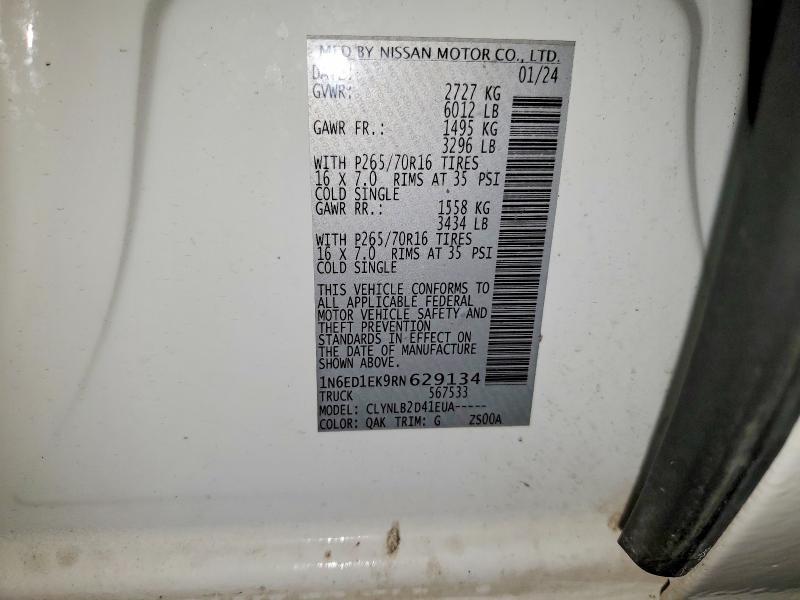 MFD BY NISSAN MOTOR CO., LTD.
DATE: 01/24
GVWR: 2727 KG
6012 LB
GAWR FR.: 1495 KG
3296 LB
WITH P265/70R16 TIRES
16 X 7.0 RIMS AT 35 PSI
COLD SINGLE
GAWR RR.: 1558 KG
3434 LB
WITH P265/70R16 TIRES
16 X 7.0 RIMS AT 35 PSI
COLD SINGLE
THIS VEHICLE CONFORMS TO
ALL APPLICABLE FEDERAL
MOTOR VEHICLE SAFETY AND
THEFT PREVENTION
STANDARDS IN EFFECT ON
THE DATE OF MANUFACTURE
SHOWN ABOVE.
1N6ED1EK9RN 629134
TRUCK 567533
MODEL: CLYNLB2D41EUA-----
COLOR: QAK TRIM: G ZS00A